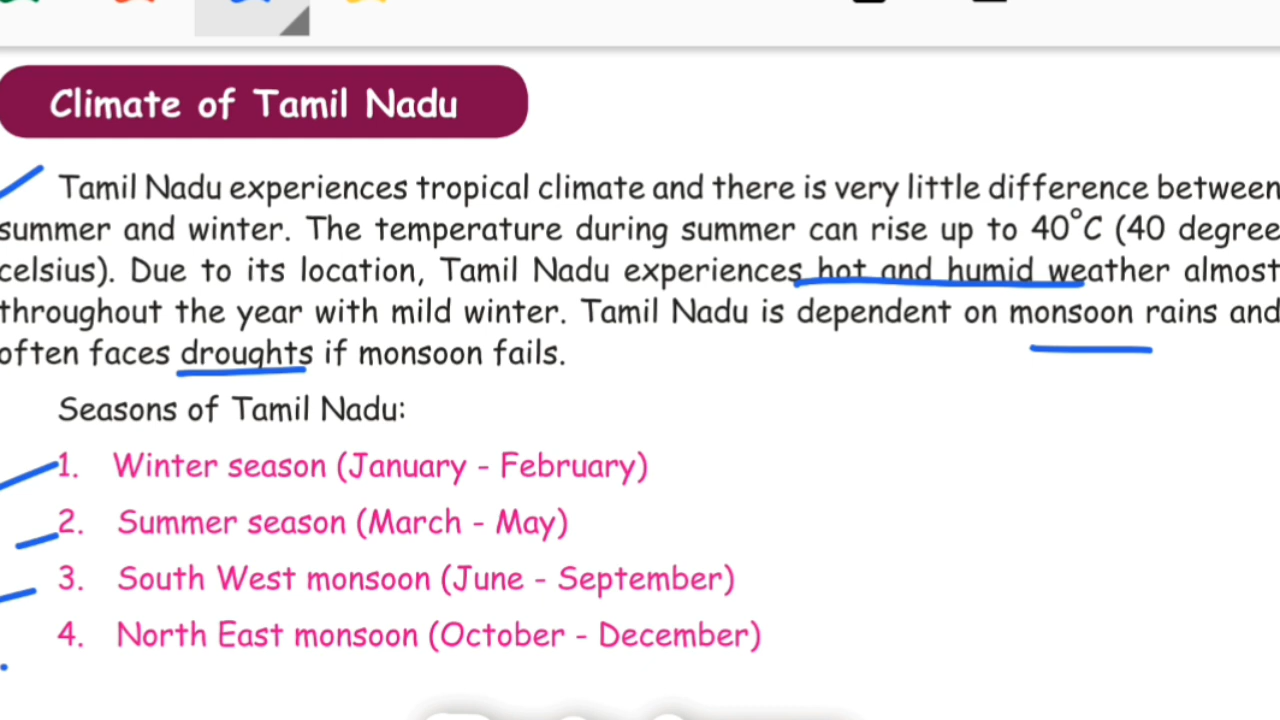 Climate of Tamil Nadu
Tamil Nadu experiences tropical climate and there is very little difference between
summer and winter. The temperature during summer can rise up to 40°C (40 degree
celsius). Due to its location, Tamil Nadu experiences hot and humid weather almost
throughout the year with mild winter. Tamil Nadu is dependent on monsoon rains and
often faces droughts if monsoon fails.
Seasons of Tamil Nadu:
1. Winter season (January - February)
2. Summer season (March - May)
3. South West monsoon (June - September)
4. North East monsoon (October - December)